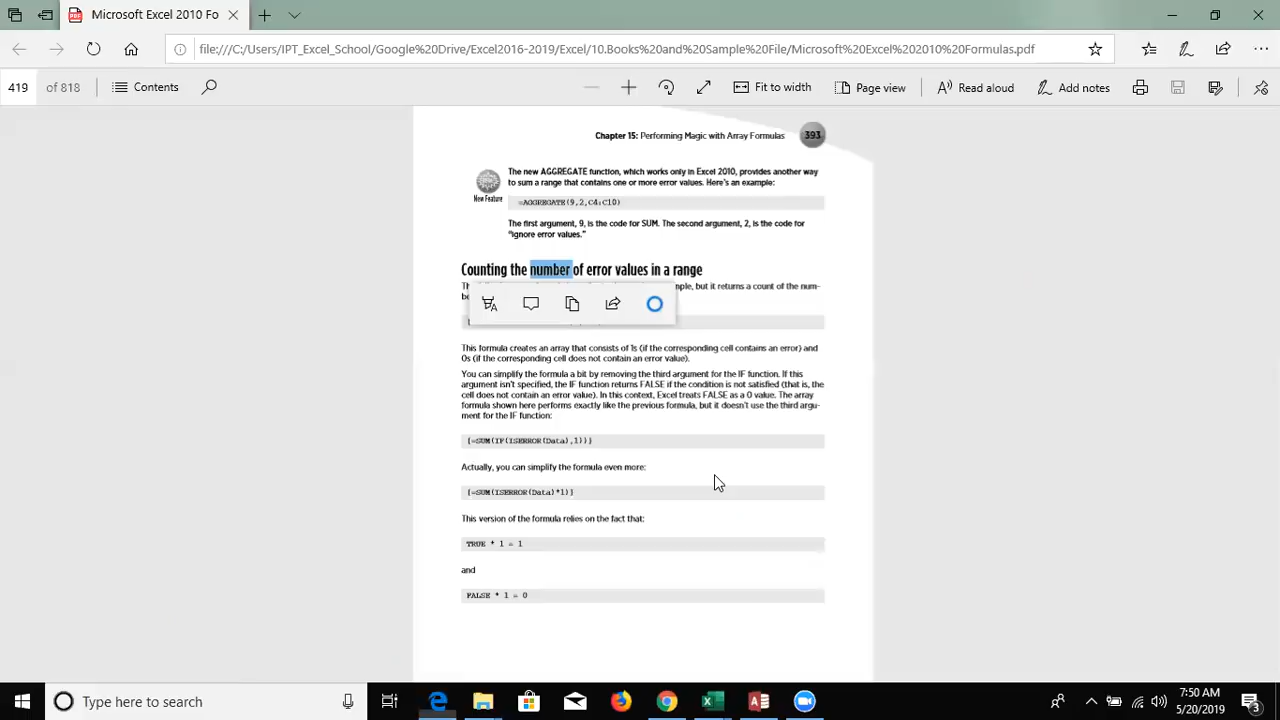 Microsoft 2010 Fo
file:///C:/Users/IPT_Excel_School/Google%20Drive/Excel2016-2019/Excel/10.Books%20and%20Sample%20File/Microsoft%20Excel%202010%20Formulas.pdf
419 of 818 Contents Fit to width Page view Read aloud Add notes
Chapter 15: Performing Magic with Array Formulas 393
The new AGGREGATE function, which works only in Excel 2010, provides another way
to sum a range that contains one or more error values. Here's an example:
New Feature
=AGGREGATE(9,2,C4:C10)
The first argument, 9, is the code for SUM. The second argument, 2, is the code for
"ignore error values."
Counting the number of error values in a range
mple, but it returns a count of the num-
This formula creates an array that consists of 1s (if the corresponding cell contains an error) and
0s (if the corresponding cell does not contain an error value).
You can simplify the formula a bit by removing the third argument for the IF function. If this
argument isn't specified, the IF function returns FALSE if the condition is not satisfied (that is, the
cell does not contain an error value). In this context, Excel treats FALSE as a 0 value. The array
formula shown here performs exactly like the previous formula, but it doesn't use the third argu-
ment for the IF function:
{=SUM(IF(ISERROR(Data),1))}
Actually, you can simplify the formula even more:
{=SUM(ISERROR(Data)*1)}
This version of the formula relies on the fact that:
TRUE * 1 = 1
and
FALSE * 1 = 0
Type here to search
7:50 AM
5/20/2019